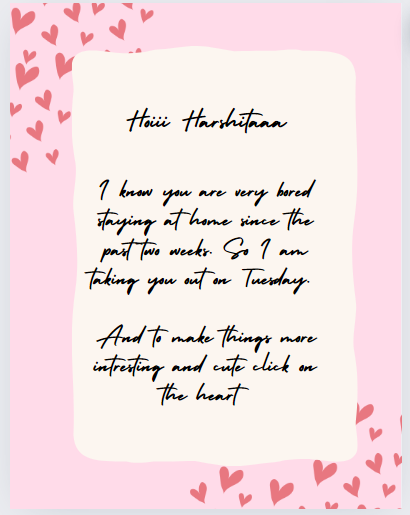 Hoiii Harshitaaa
I know you are very bored
staying at home since the
past two weeks. So I am
taking you out on Tuesday.
And to make things more
intresting and cute click on
the heart